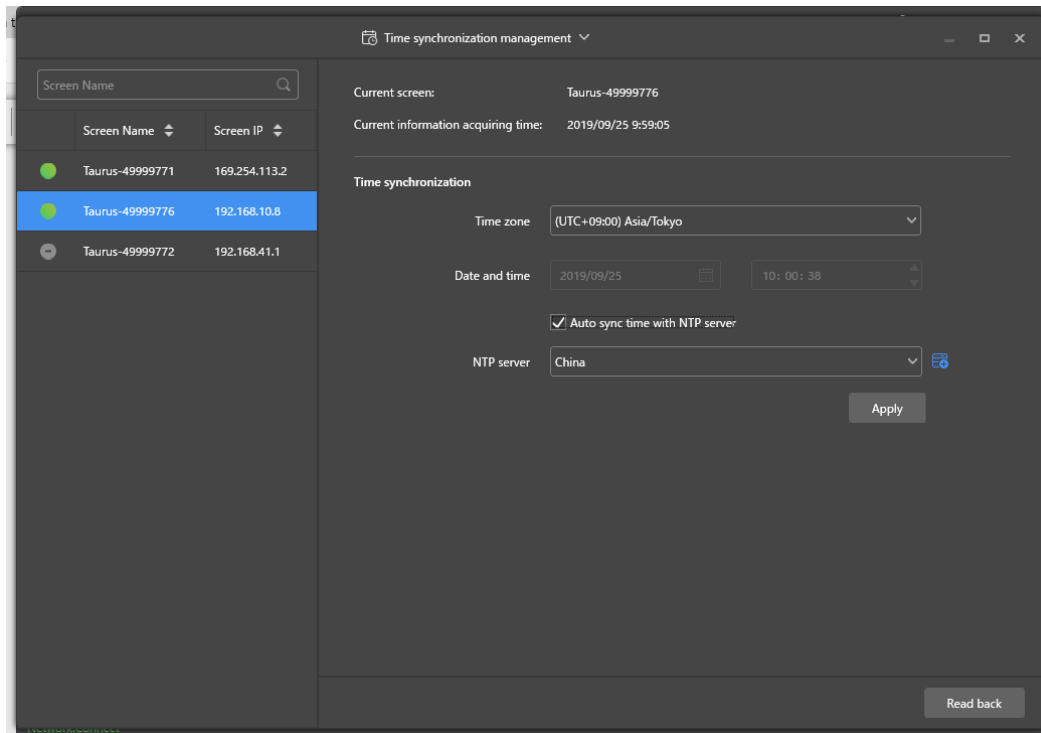 Time synchronization management
Screen Name
Screen Name Screen IP
Taurus-49999771 169.254.113.2
Taurus-49999776 192.168.10.8
Taurus-49999772 192.168.41.1
Current screen: Taurus-49999776
Current information acquiring time: 2019/09/25 9:59:05
Time synchronization
Time zone (UTC+09:00) Asia/Tokyo
Date and time 2019/09/25 10: 00: 38
Auto sync time with NTP server
NTP server China
Apply
Read back